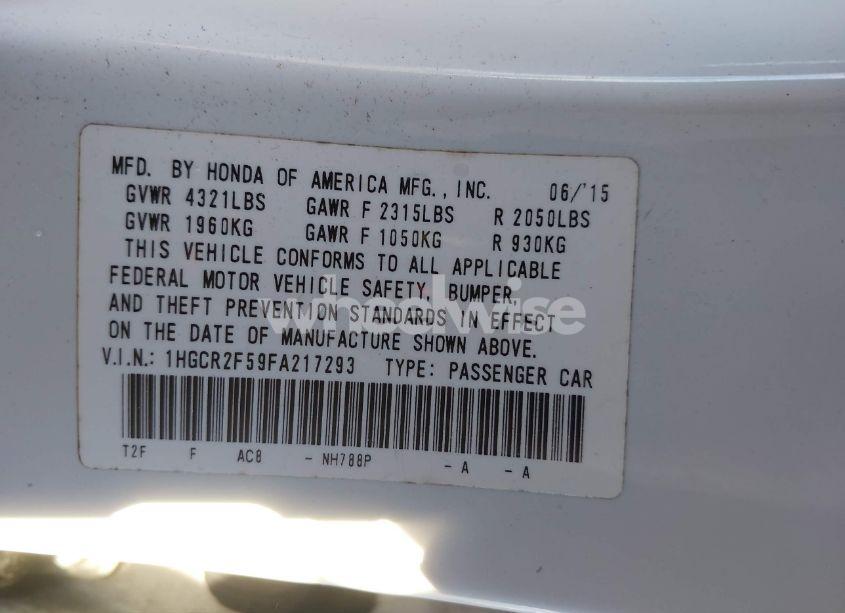 MFD. BY HONDA OF AMERICA MFG., INC. 06/'15
GVWR 4321LBS GAWR F 2315LBS R 2050LBS
GVWR 1960KG GAWR F 1050KG R 930KG
THIS VEHICLE CONFORMS TO ALL APPLICABLE
FEDERAL MOTOR VEHICLE SAFETY, BUMPER,
AND THEFT PREVENTION STANDARDS IN EFFECT
ON THE DATE OF MANUFACTURE SHOWN ABOVE.
V.I.N.: 1HGCR2F59FA217293 TYPE: PASSENGER CAR
T2F F AC8 - NH788P - A - A
wheelwise